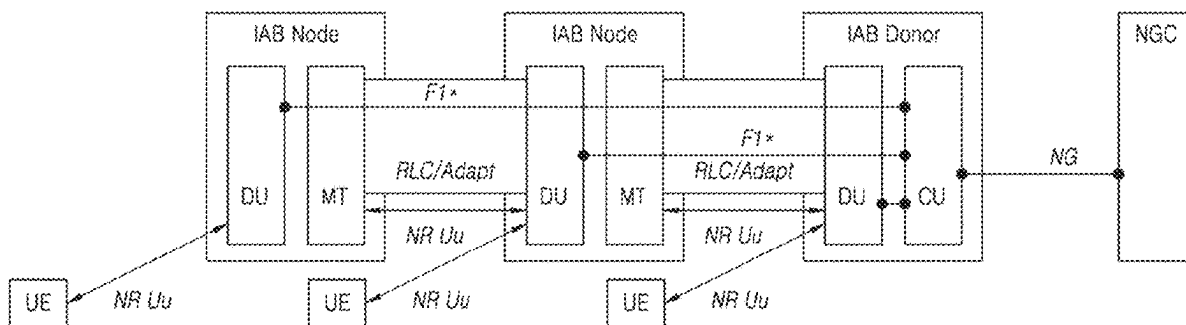 IAB Node
IAB Node
IAB Donor
NGC
F1*
F1*
NG
RLC/Adapt
RLC/Adapt
DU
MT
DU
MT
DU
CU
NR Uu
NR Uu
UE
NR Uu
UE
NR Uu
UE
NR Uu